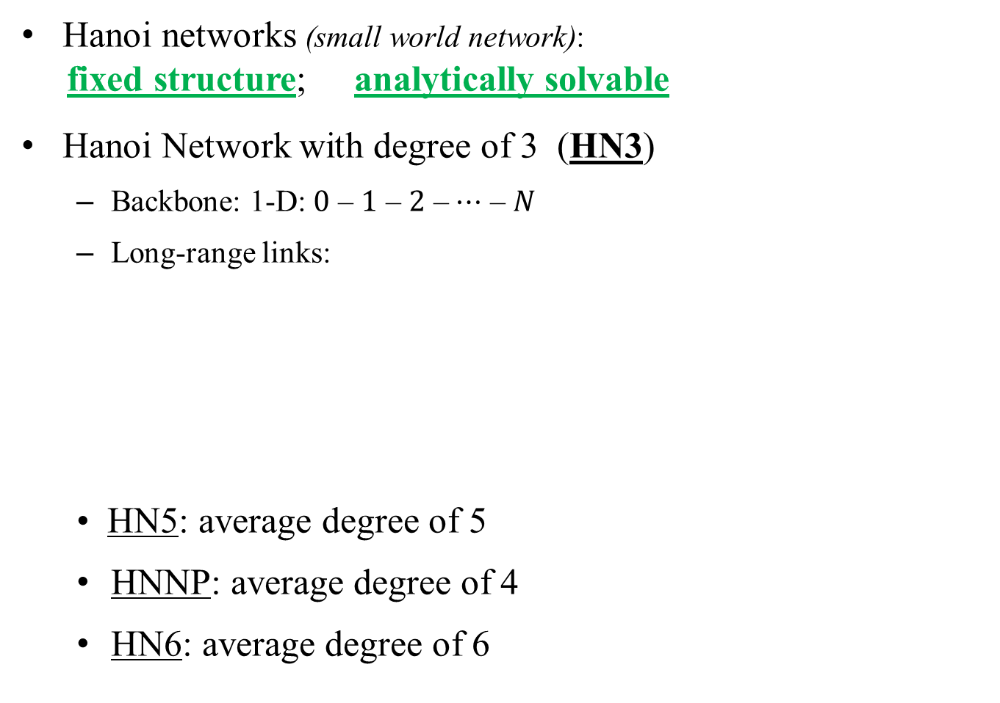 • Hanoi networks (small world network):
fixed structure; analytically solvable
• Hanoi Network with degree of 3 (HN3)
– Backbone: 1-D: 0 – 1 – 2 – ⋯ – N
– Long-range links:
• HN5: average degree of 5
• HNNP: average degree of 4
• HN6: average degree of 6